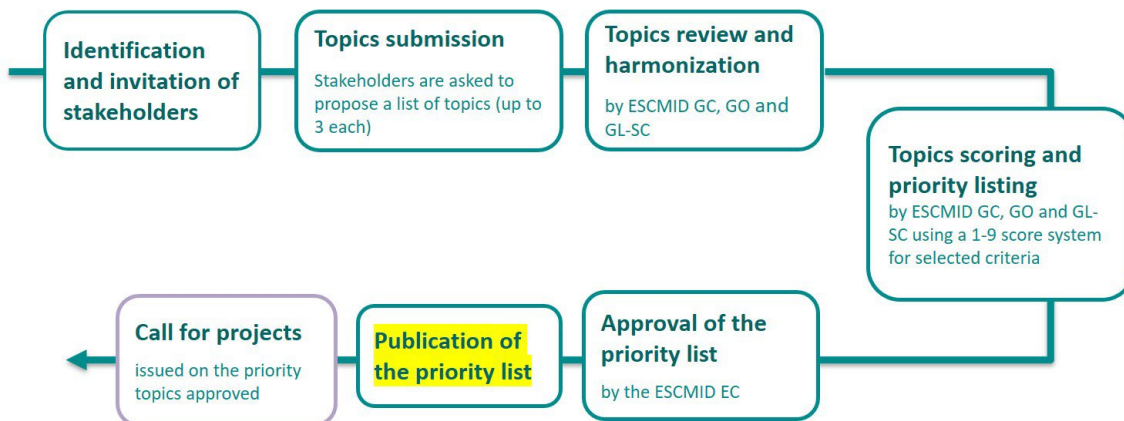 Identification
and invitation of
stakeholders
Topics submission
Stakeholders are asked to
propose a list of topics (up to
3 each)
Topics review and
harmonization
by ESCMID GC, GO and
GL-SC
Topics scoring and
priority listing
by ESCMID GC, GO and GL-
SC using a 1-9 score system
for selected criteria
Approval of the
priority list
by the ESCMID EC
Publication of
the priority list
Call for projects
issued on the priority
topics approved